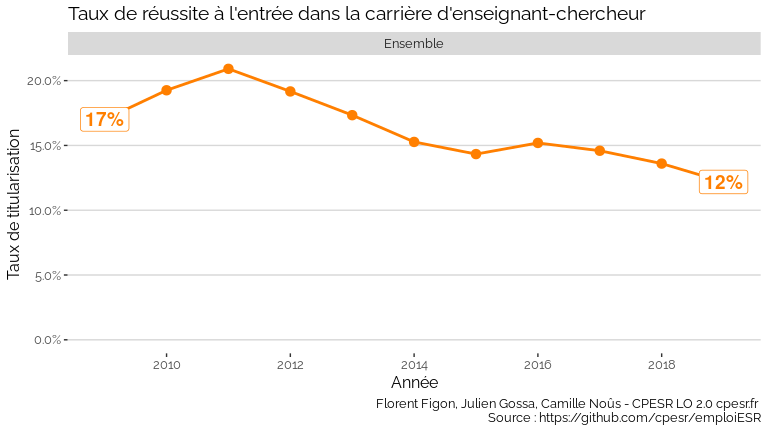 Taux de réussite à l'entrée dans la carrière d'enseignant-chercheur
Ensemble
Taux de titularisation
20.0%
15.0%
10.0%
5.0%
0.0%
17%
12%
2010
2012
2014
2016
2018
Année
Florent Figon, Julien Gossa, Camille Noûs - CPESR LO 2.0 cpesr.fr
Source : https://github.com/cpesr/emploiESR